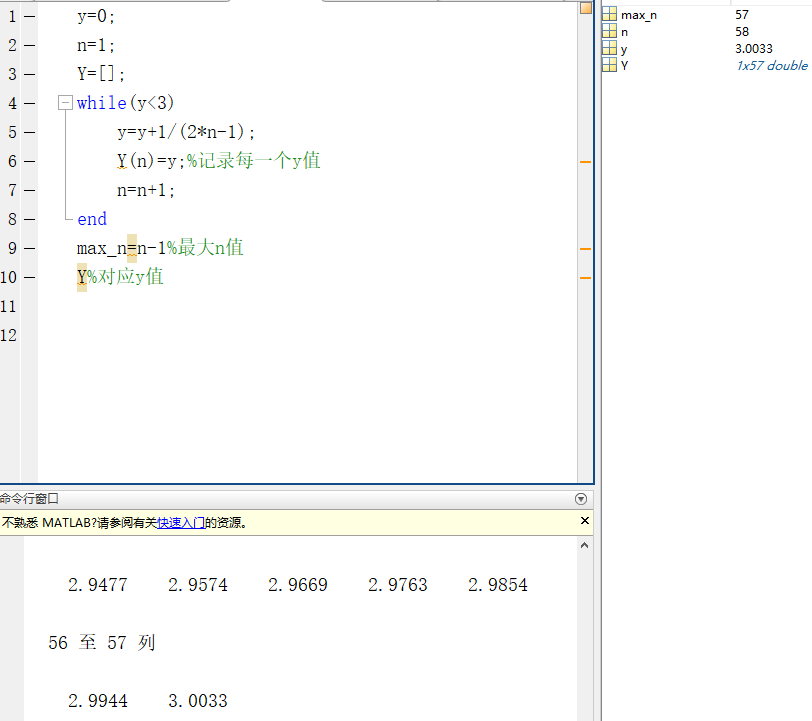 1 — y=0;
2 — n=1;
3 — Y=[];
4 — while(y<3)
5 — y=y+1/(2*n-1);
6 — Y(n)=y;%记录每一个y值
7 — n=n+1;
8 — end
9 — max_n=n-1%最大n值
10 — Y%对应y值
11
12
max_n 57
n 58
y 3.0033
Y 1x57 double
命令行窗口
不熟悉 MATLAB?请参阅有关快速入门的资源。
2.9477 2.9574 2.9669 2.9763 2.9854
56 至 57 列
2.9944 3.0033